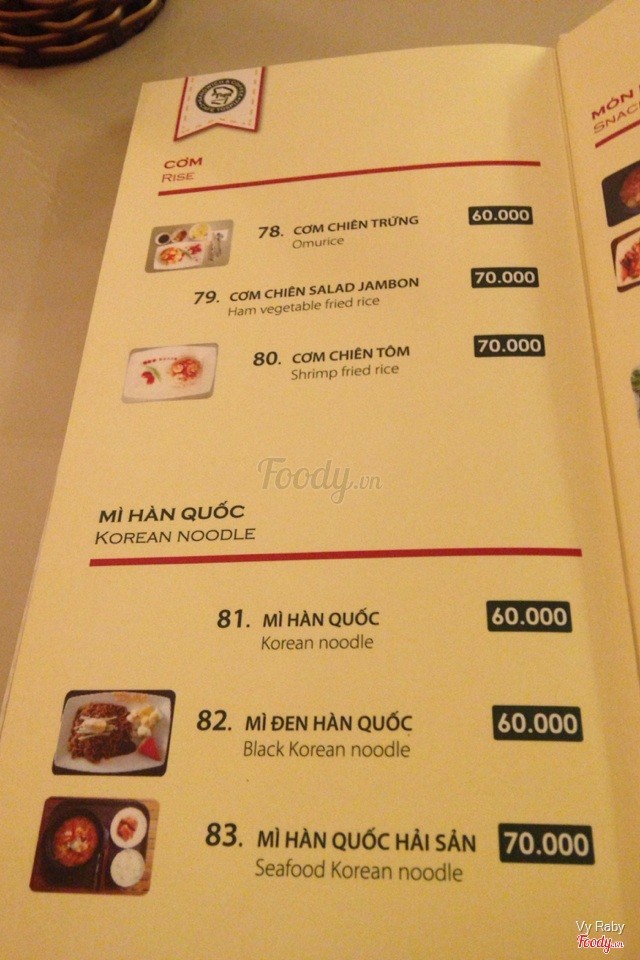 CƠM
RISE
78. CƠM CHIÊN TRỨNG 60.000
Omurice
79. CƠM CHIÊN SALAD JAMBON 70.000
Ham vegetable fried rice
80. CƠM CHIÊN TÔM 70.000
Shrimp fried rice
Foody.vn
MÌ HÀN QUỐC
KOREAN NOODLE
81. MÌ HÀN QUỐC 60.000
Korean noodle
82. MÌ ĐEN HÀN QUỐC 60.000
Black Korean noodle
83. MÌ HÀN QUỐC HẢI SẢN 70.000
Seafood Korean noodle
MÓN
Vy Raby
Foody.vn